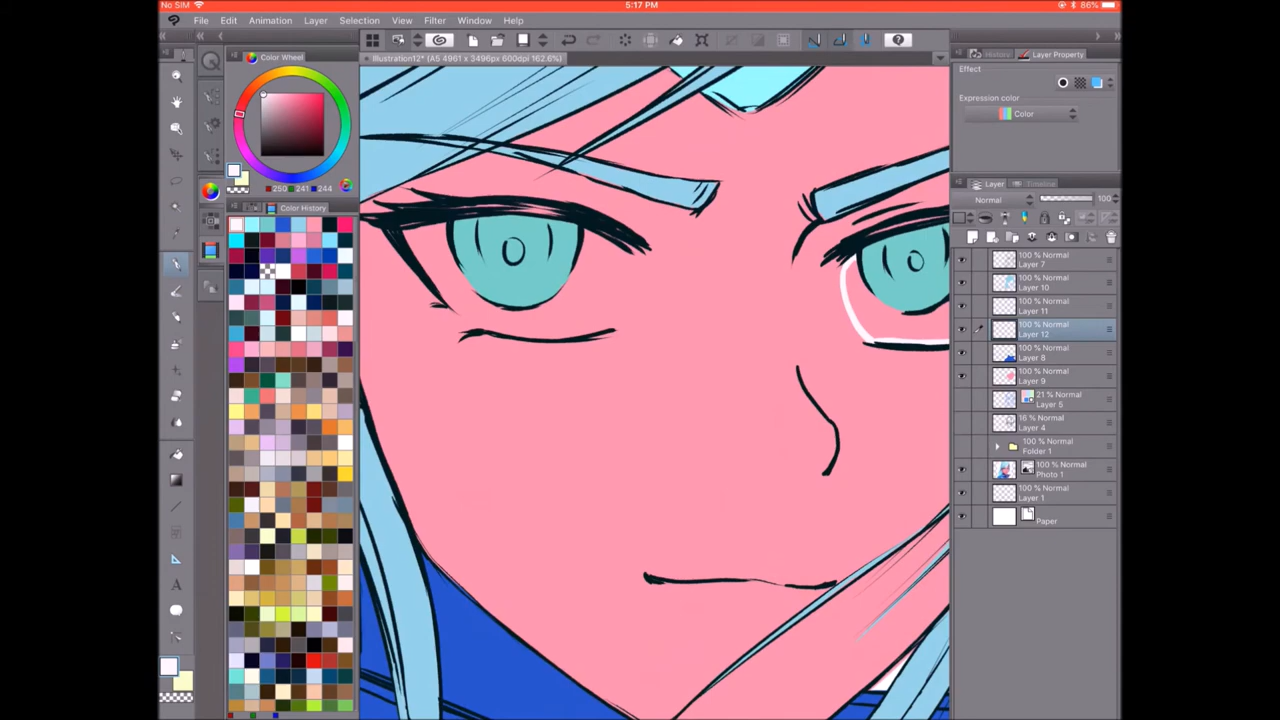 No SIM
5:17 PM
86%
File Edit Animation Layer Selection View Filter Window Help
Illustration12* (A5 4961 x 3496px 600dpi 162.6%)
Color Wheel
250 241 244
Color History
History Layer Property
Effect
Expression color
Color
Layer Timeline
Normal 100
100 % Normal
Layer 7
100 % Normal
Layer 10
100 % Normal
Layer 11
100 % Normal
Layer 12
100 % Normal
Layer 8
100 % Normal
Layer 9
21 % Normal
Layer 5
16 % Normal
Layer 4
100 % Normal
Folder 1
100 % Normal
Photo 1
100 % Normal
Layer 1
Paper